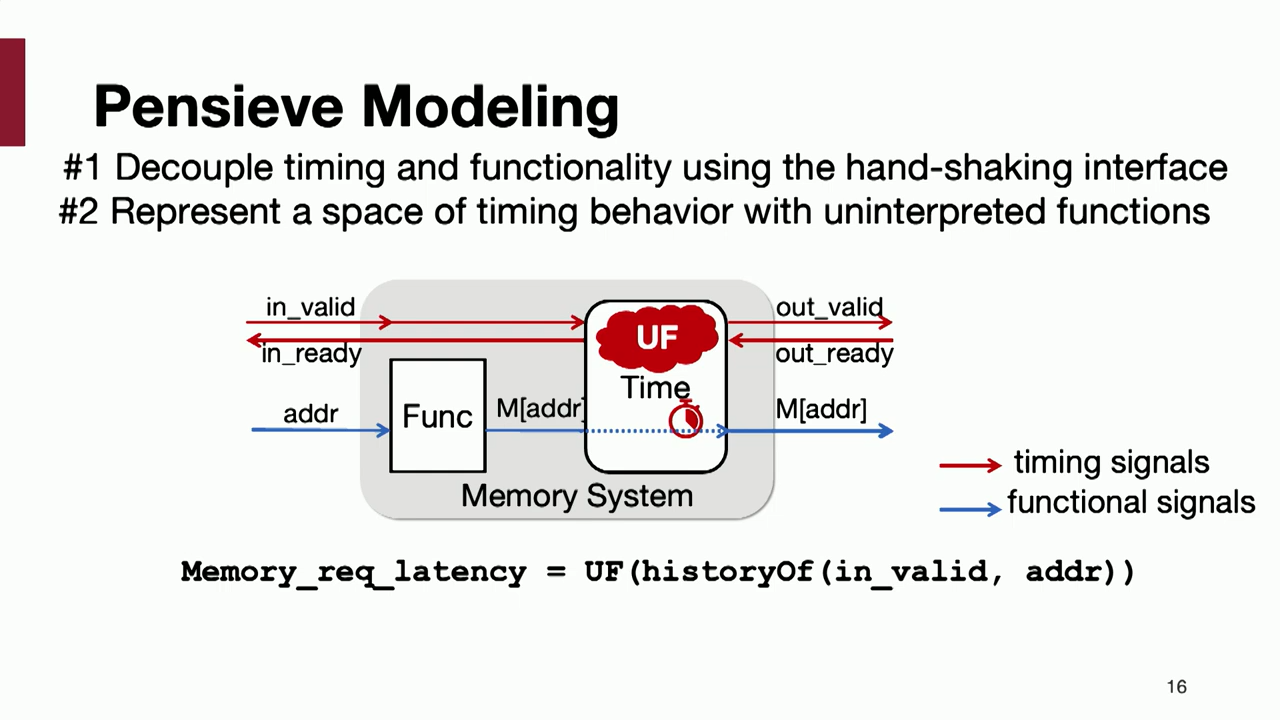 Pensieve Modeling
#1 Decouple timing and functionality using the hand-shaking interface
#2 Represent a space of timing behavior with uninterpreted functions
in_valid
out_valid
UF
in_ready
out_ready
Time
addr
Func
M[addr]
M[addr]
timing signals
Memory System
functional signals
Memory_req_latency = UF(historyOf(in_valid, addr))
16